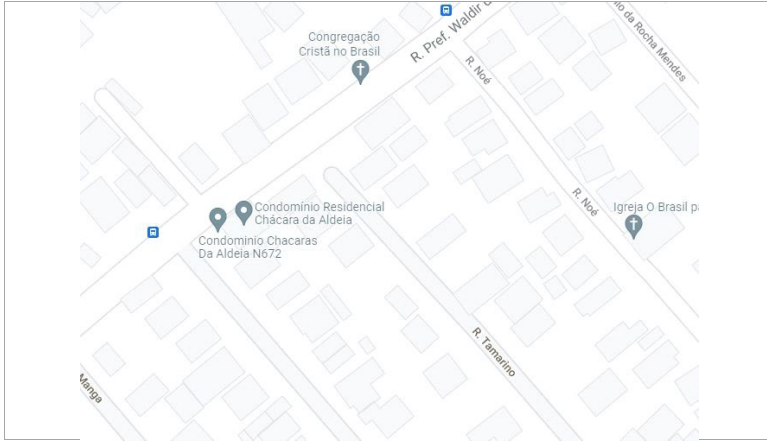 Congregação
Cristã no Brasil
R. Pref. Waldir
R. Noé
da Rocha Mendes
R. Noé
Igreja O Brasil
Condomínio Residencial
Chácara da Aldeia
Condominio Chacaras
Da Aldeia N672
R. Tamarino
Manga